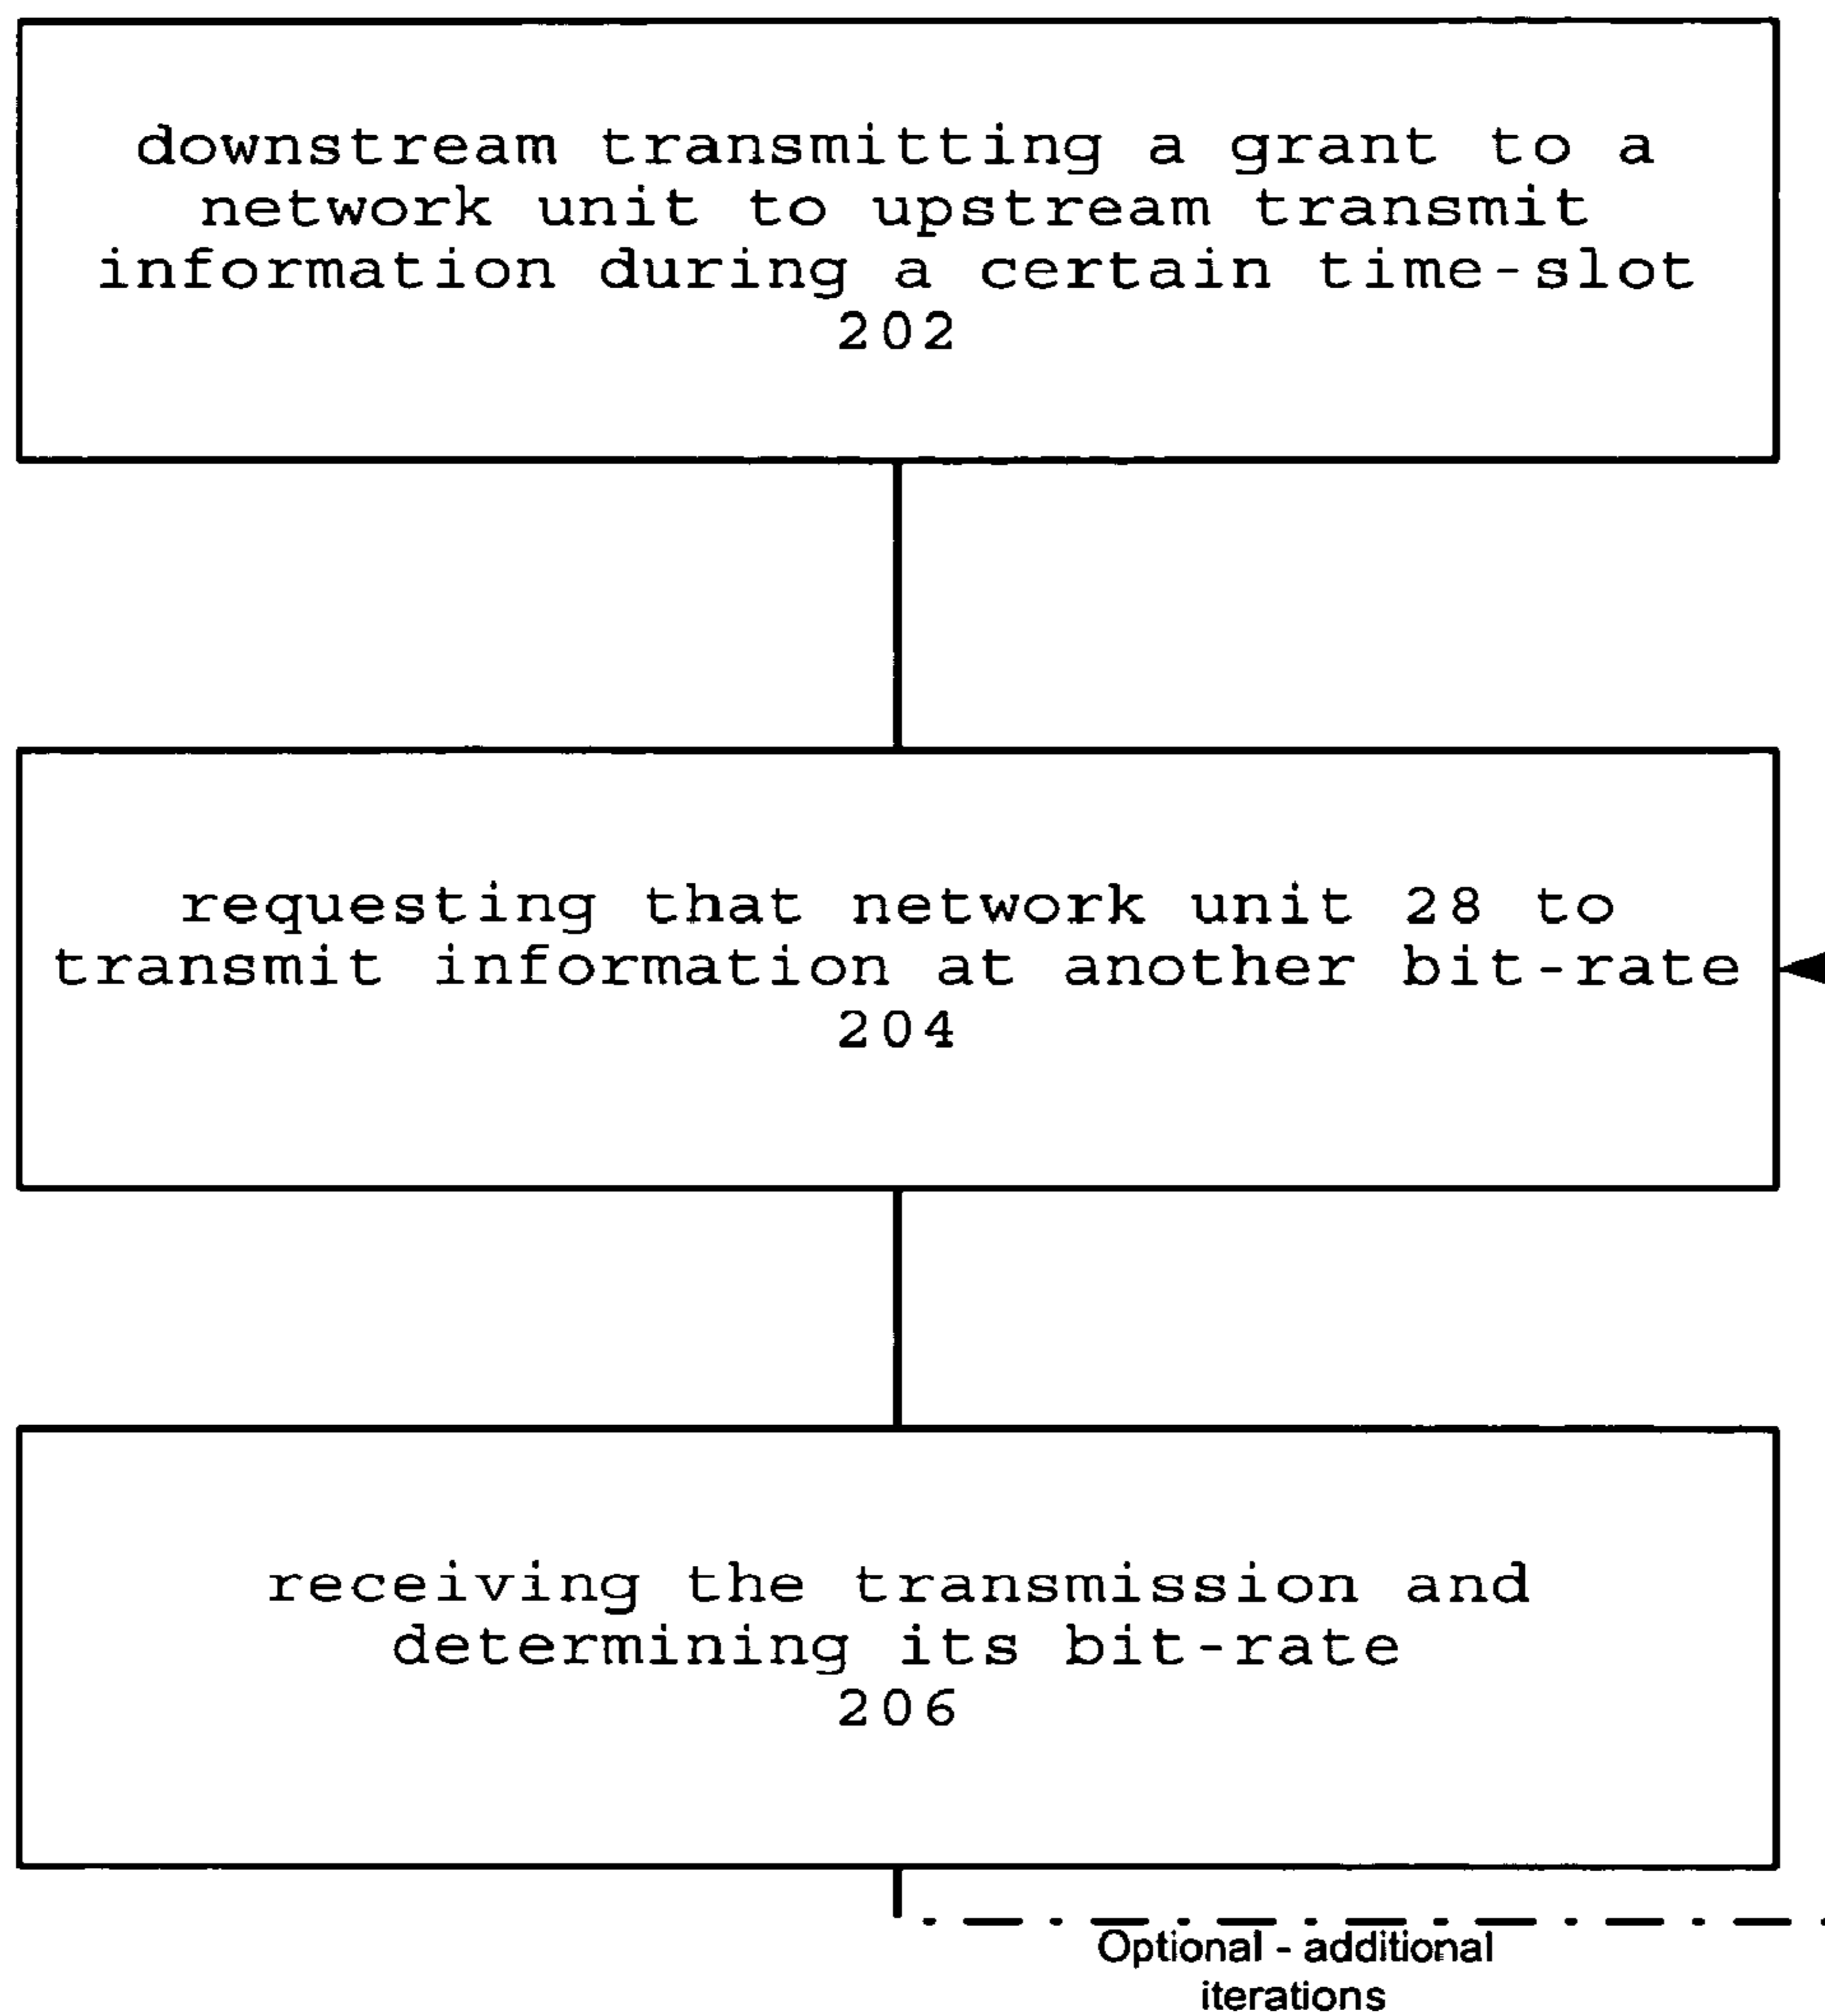 downstream transmitting a grant to a
network unit to upstream transmit
information during a certain time-slot
202
requesting that network unit 28 to
transmit information at another bit-rate
204
receiving the transmission and
determining its bit-rate
206
Optional - additional
iterations